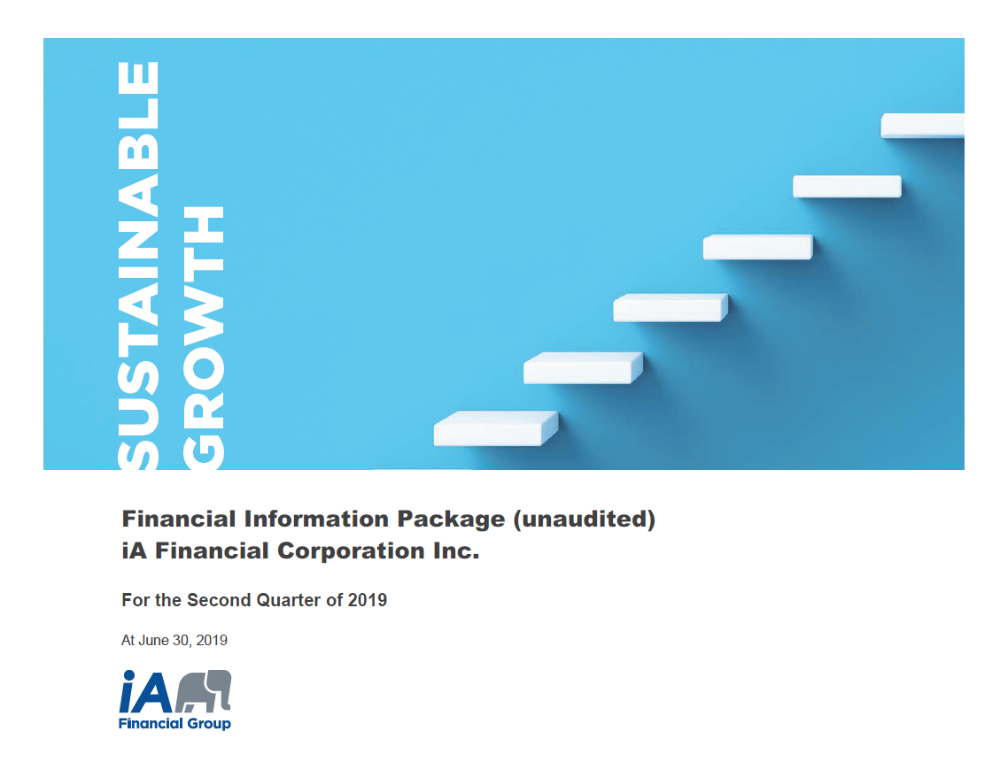 SUSTAINABLE
GROWTH
Financial Information Package (unaudited)
iA Financial Corporation Inc.
For the Second Quarter of 2019
At June 30, 2019
iA
Financial Group